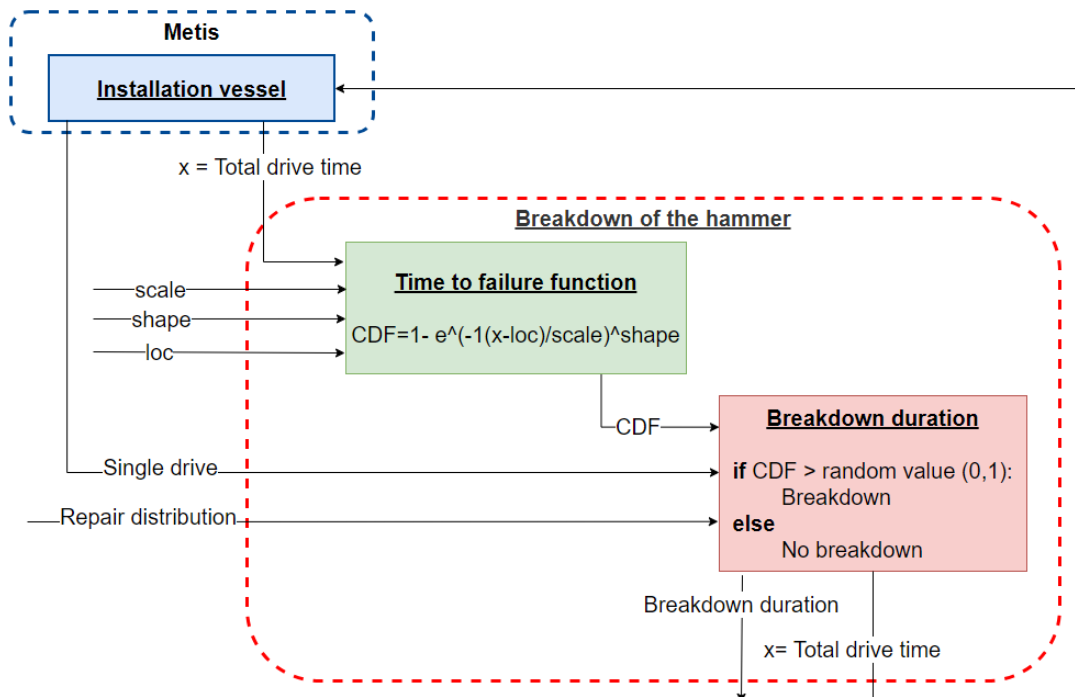 Metis
Installation vessel
x = Total drive time
Breakdown of the hammer
Time to failure function
scale
shape
CDF=1- e^(-1(x-loc)/scale)^shape
loc
Breakdown duration
CDF
Single drive
if CDF > random value (0,1):
Breakdown
Repair distribution
else
No breakdown
Breakdown duration
x= Total drive time